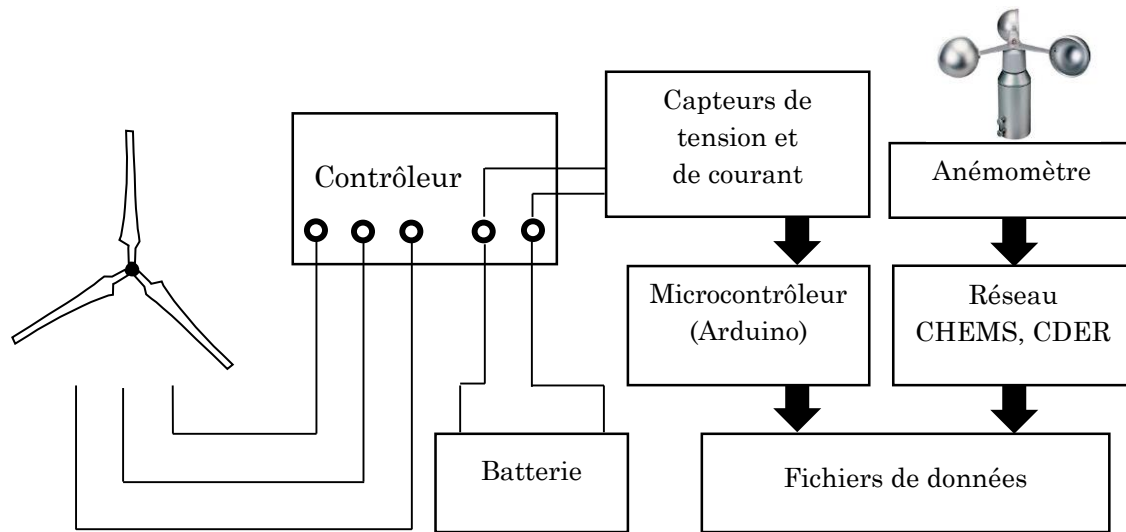 Contrôleur
Capteurs de
tension et
de courant
Anémomètre
Microcontrôleur
(Arduino)
Réseau
CHEMS, CDER
Batterie
Fichiers de données